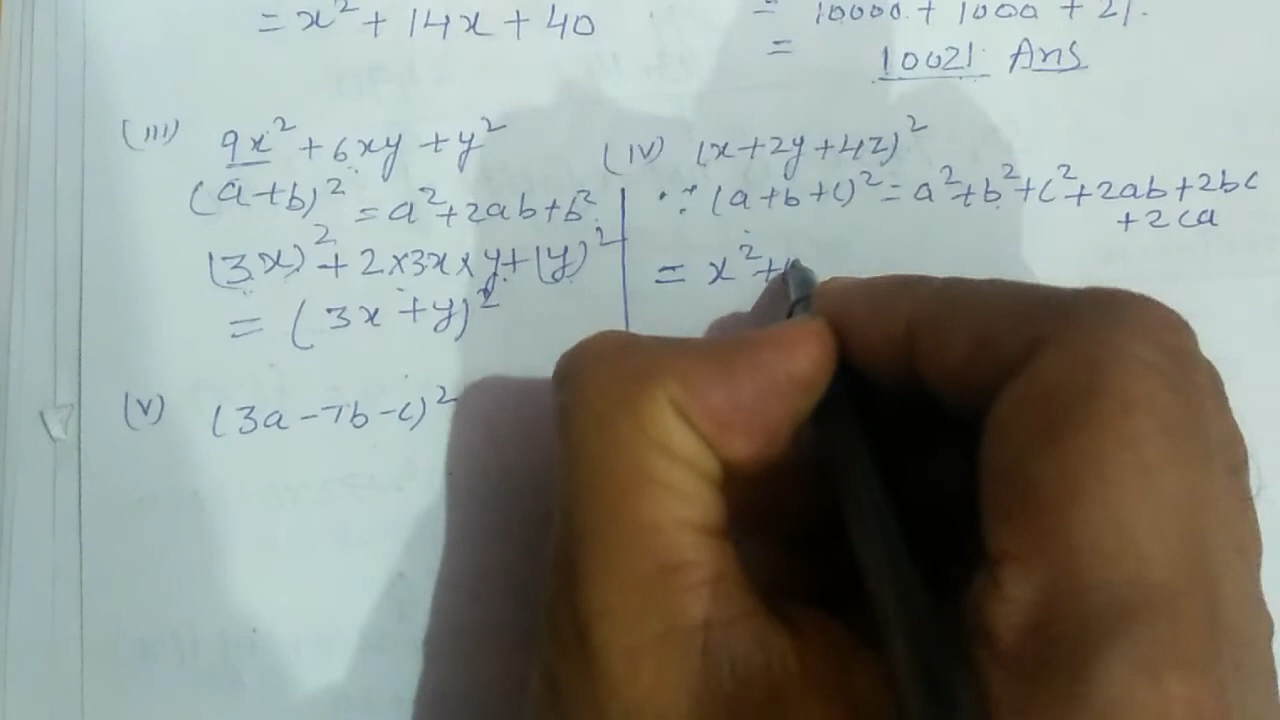 = x² + 14x + 40
= 10000 + 1000 + 21.
= 10021 Ans
(III) 9x² + 6xy + y²
(a+b)² = a² + 2ab + b²
(3x)² + 2×3x×y + (y)²
= (3x + y)²
(IV) (x+2y+4z)²
∵ (a+b+c)² = a²+b²+c²+2ab+2bc
+2ca
= x² +
(V) (3a-7b-c)²